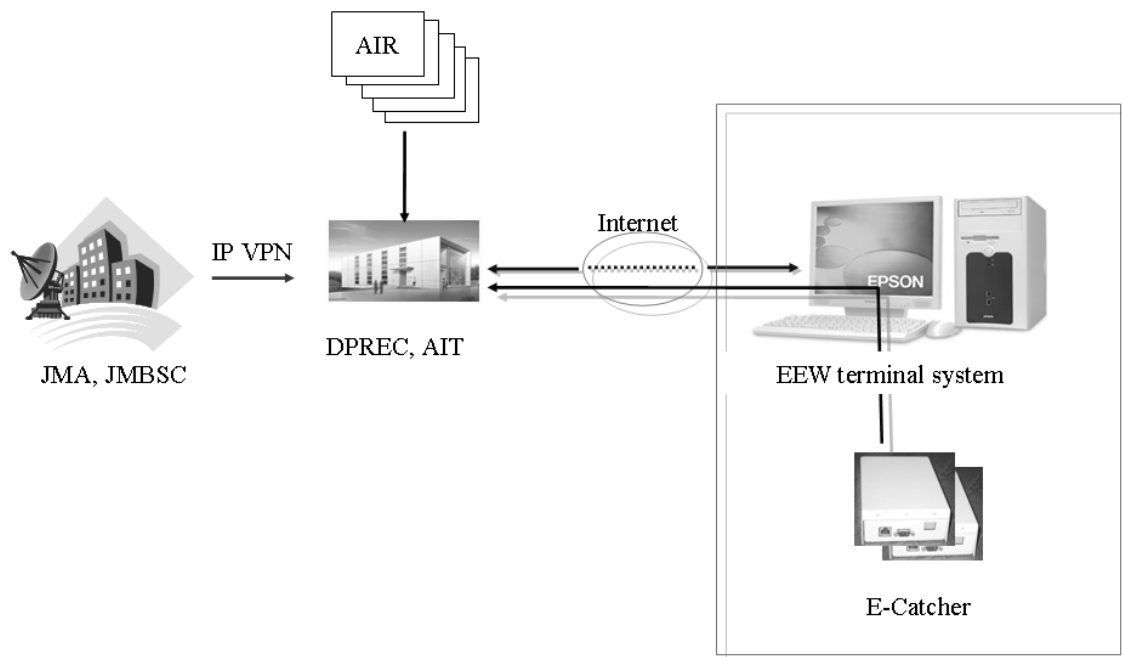 AIR
Internet
IP VPN
EPSON
DPREC, AIT
JMA, JMBSC
EEW terminal system
E-Catcher